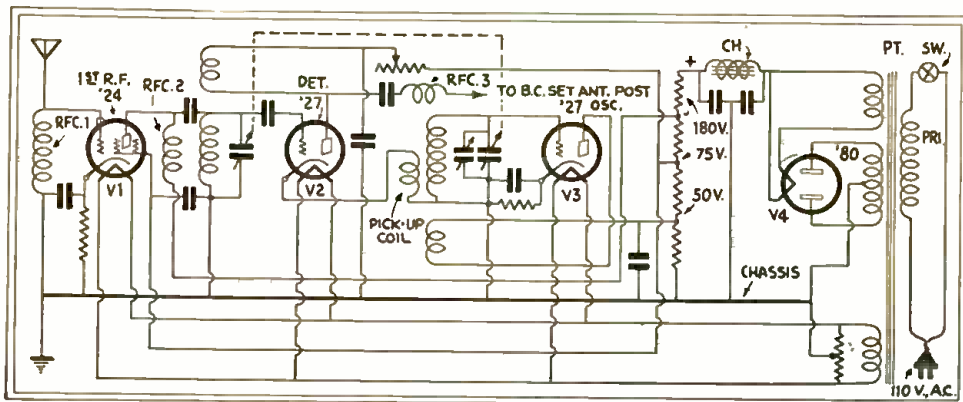 1ST R.F.
'24
RFC.1
RFC.2
V1
DET.
'27
V2
RFC.3
TO B.C. SET ANT. POST
'27 OSC.
PICK-UP
COIL
V3
+
CH
180V.
75V.
50V.
CHASSIS
PT.
SW.
PRI.
'80
V4
110 V., A.C.